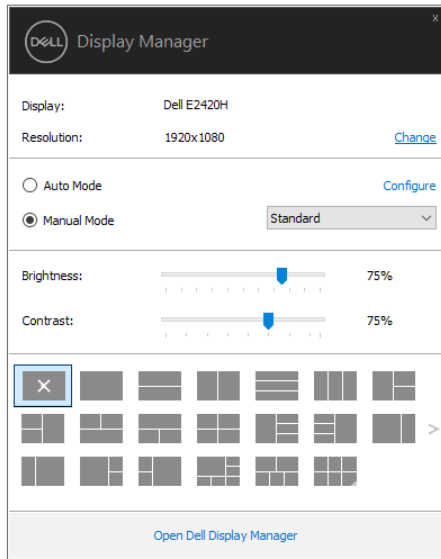 x
DELL Display Manager
Display: Dell E2420H
Resolution: 1920x1080 Change
Auto Mode Configure
Manual Mode Standard
Brightness: 75%
Contrast: 75%
Open Dell Display Manager